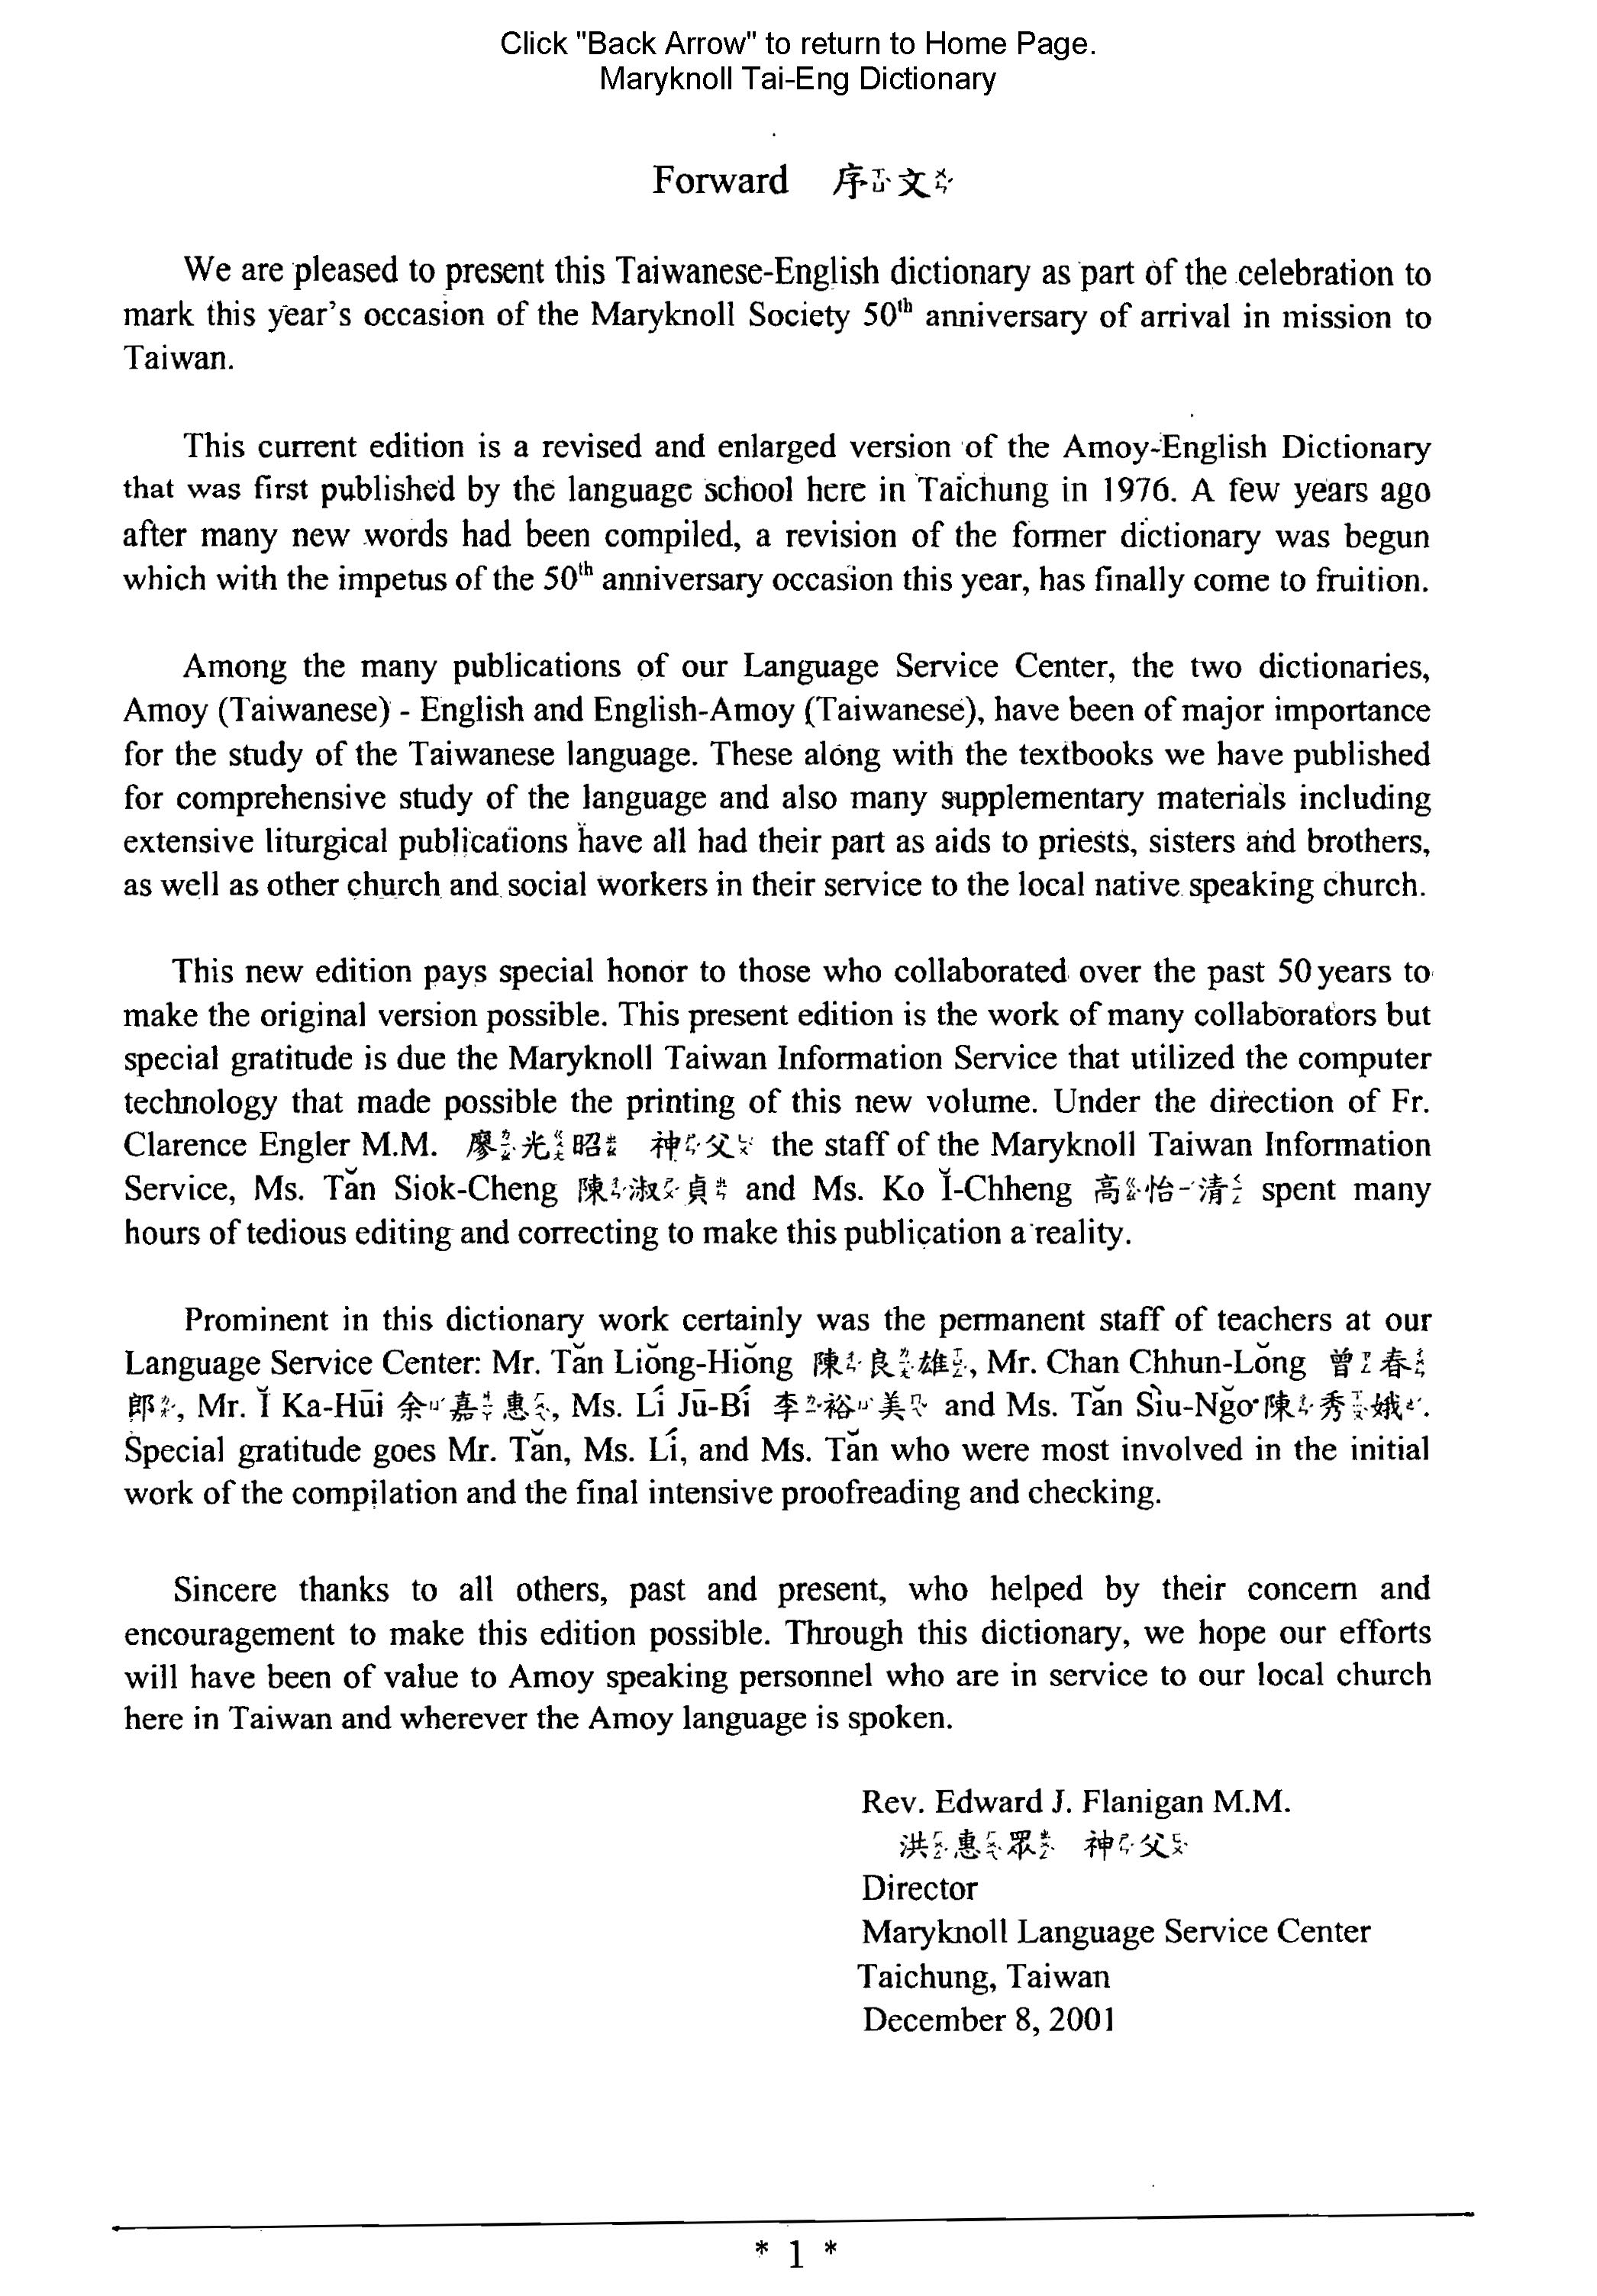 Click "Back Arrow" to return to Home Page.
Maryknoll Tai-Eng Dictionary
Forward 序文
We are pleased to present this Taiwanese-English dictionary as part of the celebration to
mark this year's occasion of the Maryknoll Society 50th anniversary of arrival in mission to
Taiwan.
This current edition is a revised and enlarged version of the Amoy-English Dictionary
that was first published by the language school here in Taichung in 1976. A few years ago
after many new words had been compiled, a revision of the former dictionary was begun
which with the impetus of the 50th anniversary occasion this year, has finally come to fruition.
Among the many publications of our Language Service Center, the two dictionaries,
Amoy (Taiwanese) - English and English-Amoy (Taiwanese), have been of major importance
for the study of the Taiwanese language. These along with the textbooks we have published
for comprehensive study of the language and also many supplementary materials including
extensive liturgical publications have all had their part as aids to priests, sisters and brothers,
as well as other church and social workers in their service to the local native speaking church.
This new edition pays special honor to those who collaborated over the past 50 years to
make the original version possible. This present edition is the work of many collaborators but
special gratitude is due the Maryknoll Taiwan Information Service that utilized the computer
technology that made possible the printing of this new volume. Under the direction of Fr.
Clarence Engler M.M. 廖光昭 神父 the staff of the Maryknoll Taiwan Information
Service, Ms. Tăn Siok-Cheng 陳淑貞 and Ms. Ko Ĭ-Chheng 高怡清 spent many
hours of tedious editing and correcting to make this publication a reality.
Prominent in this dictionary work certainly was the permanent staff of teachers at our
Language Service Center: Mr. Tăn Liŏng-Hiŏng 陳良雄, Mr. Chan Chhun-Lŏng 曾春
郎, Mr. Ĭ Ka-Hūi 余嘉惠, Ms. Lí Jū-Bí 李裕美 and Ms. Tăn Sìu-Ngŏ͘ 陳秀娥.
Special gratitude goes Mr. Tăn, Ms. Lí, and Ms. Tăn who were most involved in the initial
work of the compilation and the final intensive proofreading and checking.
Sincere thanks to all others, past and present, who helped by their concern and
encouragement to make this edition possible. Through this dictionary, we hope our efforts
will have been of value to Amoy speaking personnel who are in service to our local church
here in Taiwan and wherever the Amoy language is spoken.
Rev. Edward J. Flanigan M.M.
洪惠眾 神父
Director
Maryknoll Language Service Center
Taichung, Taiwan
December 8, 2001
* 1 *